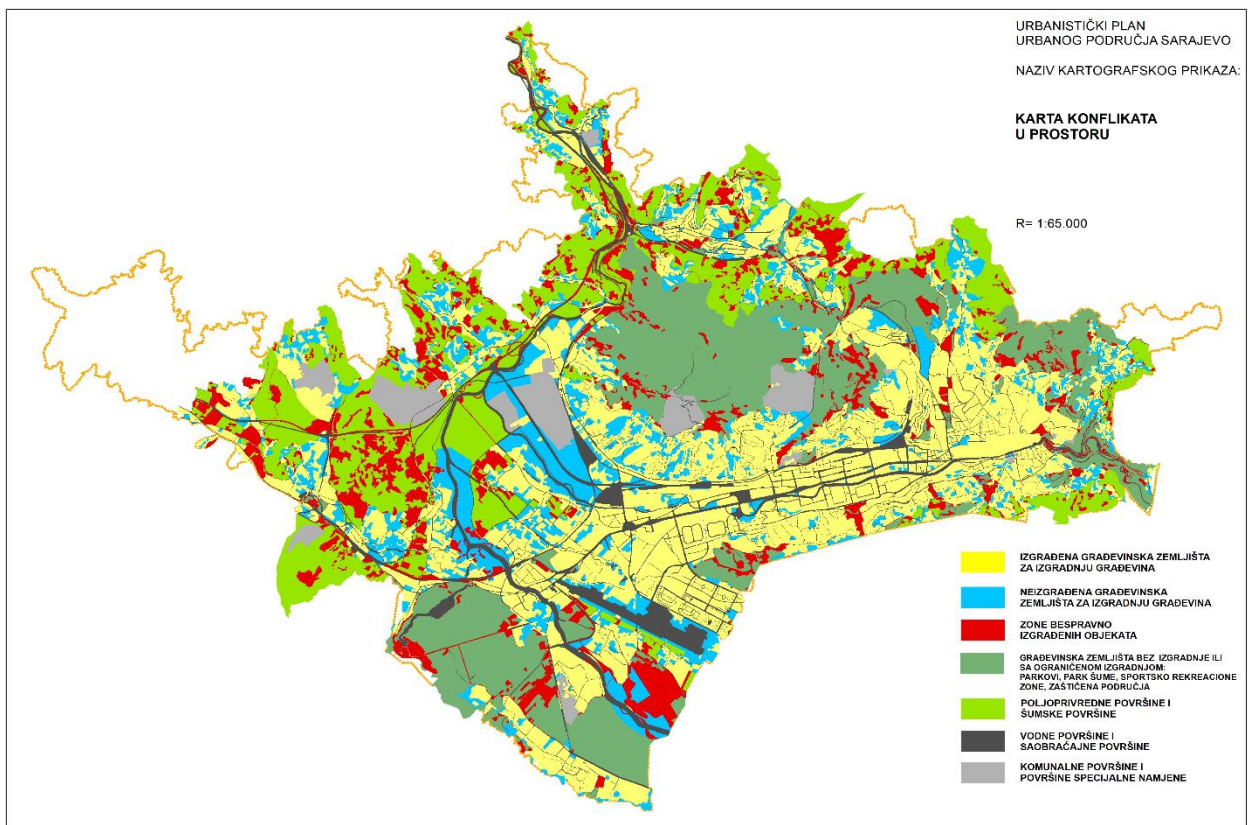 URBANISTIČKI PLAN
URBANOG PODRUČJA SARAJEVO
NAZIV KARTOGRAFSKOG PRIKAZA:
KARTA KONFLIKATA
U PROSTORU
R= 1:65.000
IZGRAĐENA GRAĐEVINSKA ZEMLJIŠTA
ZA IZGRADNJU GRAĐEVINA
NEIZGRAĐENA GRAĐEVINSKA
ZEMLJIŠTA ZA IZGRADNJU GRAĐEVINA
ZONE BESPRAVNO
IZGRAĐENIH OBJEKATA
GRAĐEVINSKA ZEMLJIŠTA BEZ IZGRADNJE ILI
SA OGRANIČENOM IZGRADNJOM:
PARKOVI, PARK ŠUME, SPORTSKO REKREACIONE
ZONE, ZAŠTIĆENA PODRUČJA
POLJOPRIVREDNE POVRŠINE I
ŠUMSKE POVRŠINE
VODNE POVRŠINE I
SAOBRAĆAJNE POVRŠINE
KOMUNALNE POVRŠINE I
POVRŠINE SPECIJALNE NAMJENE